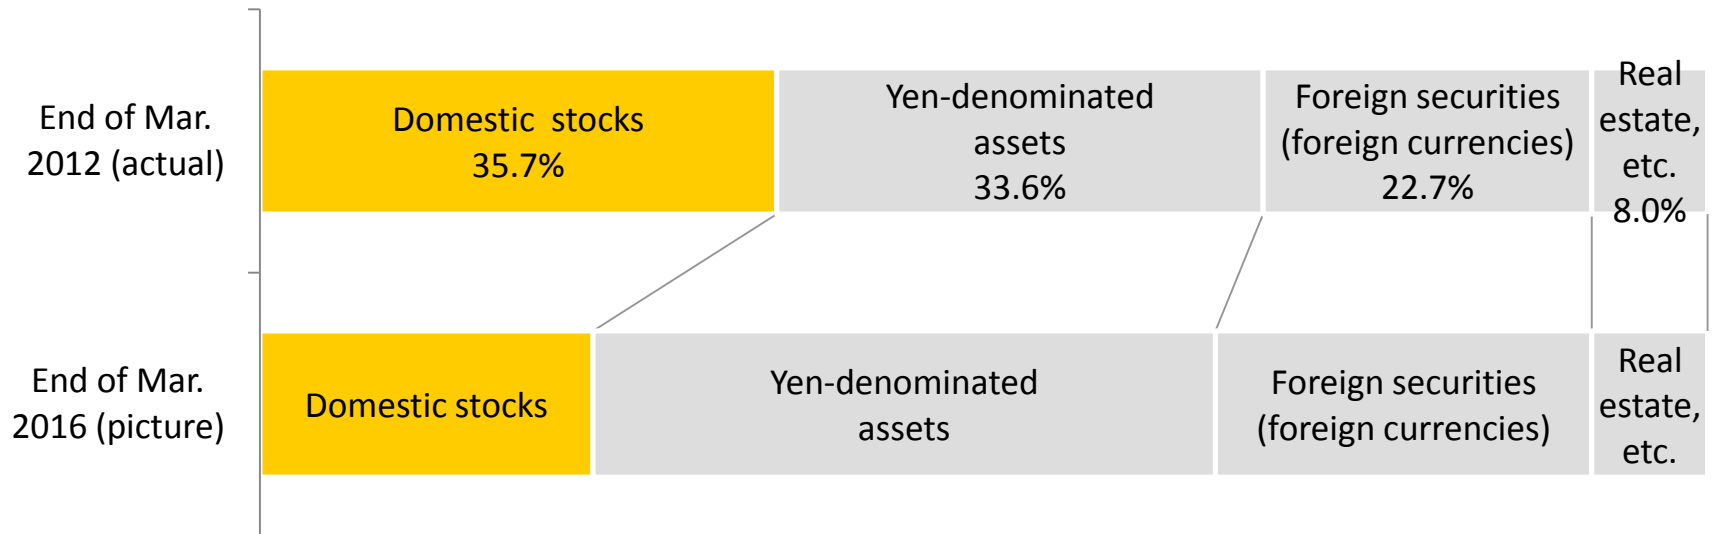 End of Mar.
2012 (actual)
Domestic  stocks
35.7%
Yen-denominated
assets
33.6%
Foreign securities
(foreign currencies)
22.7%
Real
estate,
etc.
8.0%
End of Mar.
2016 (picture)
Domestic stocks
Yen-denominated
assets
Foreign securities
(foreign currencies)
Real
estate,
etc.